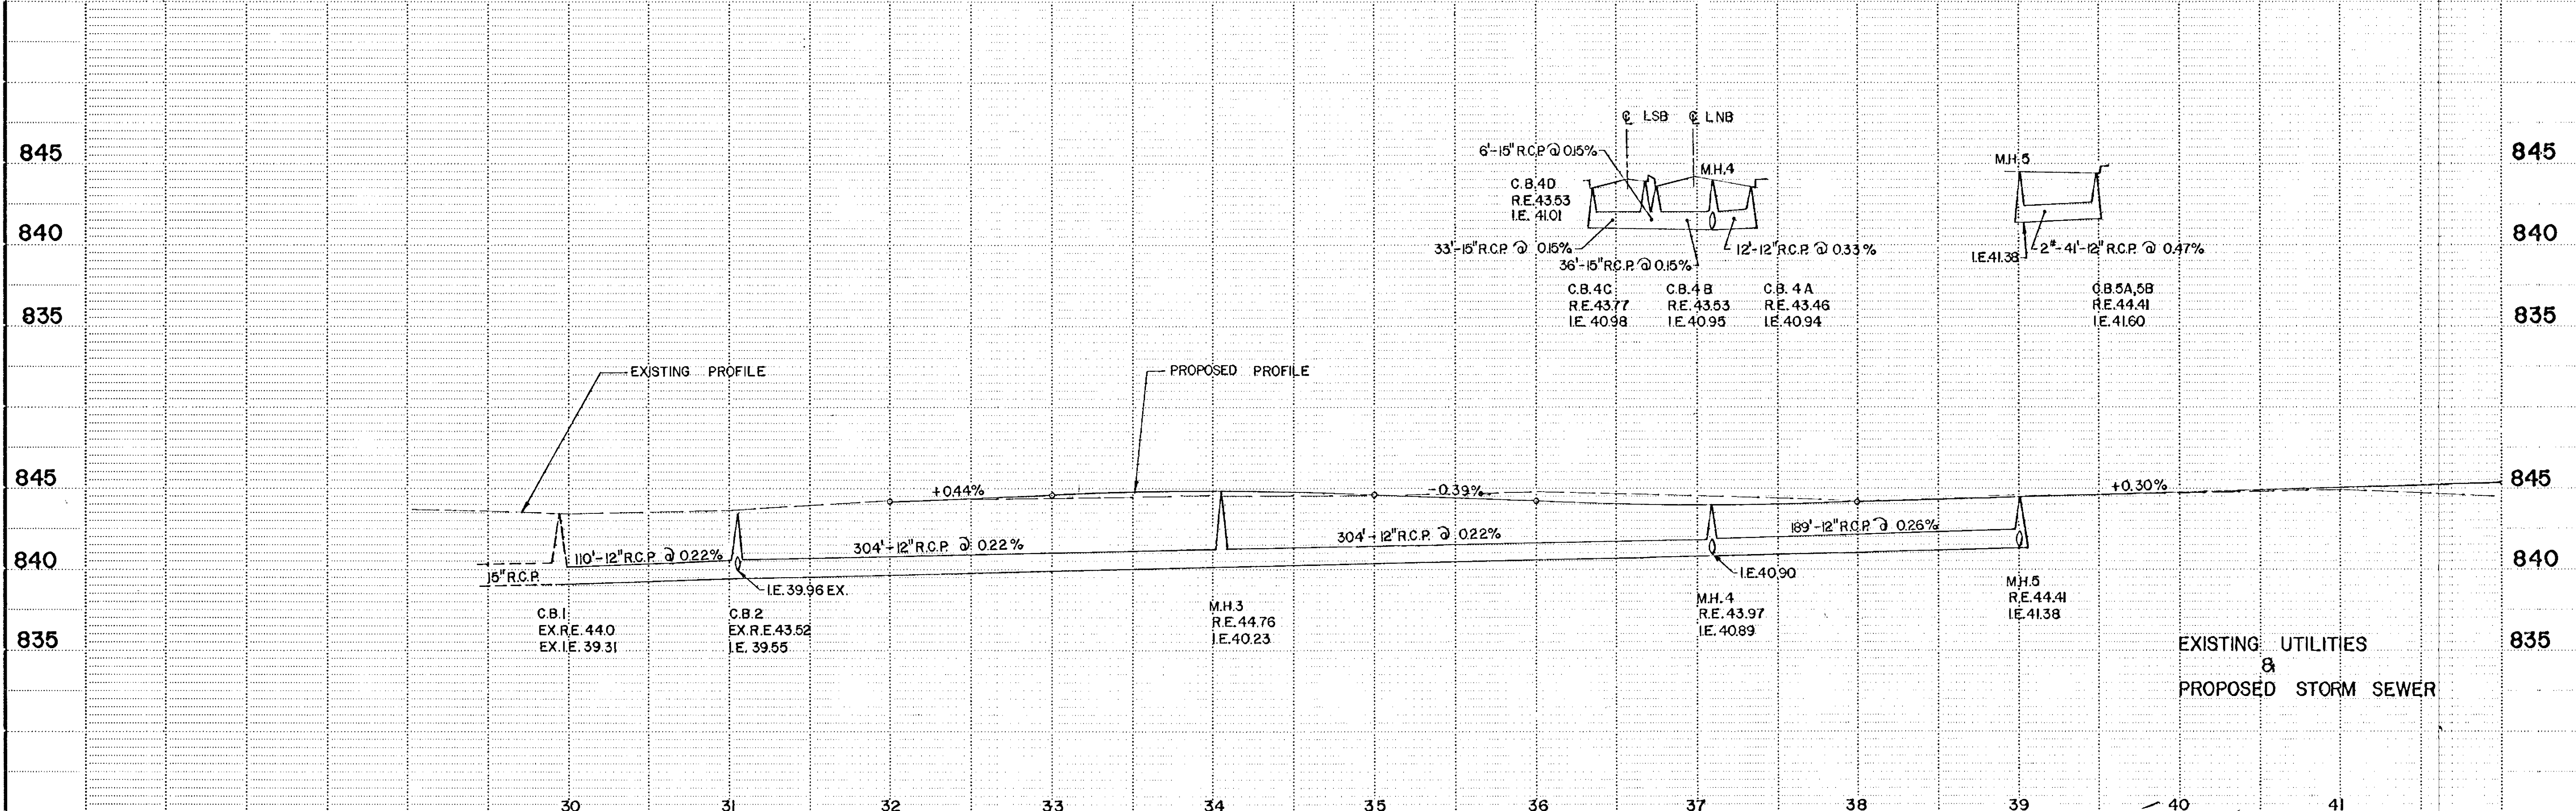 ℄ LSB ℄ LNB
6'-15" R.C.P. @ 0.15%
M.H.4
C.B.4D
R.E.43.53
I.E. 41.01
33'-15" R.C.P. @ 0.15%
36'-15" R.C.P. @ 0.15%
12'-12" R.C.P. @ 0.33%
C.B.4C
R.E.43.77
I.E. 40.98
C.B.4B
R.E.43.53
I.E.40.95
C.B. 4A
R.E.43.46
I.E.40.94
M.H.5
I.E.41.38
2#-41'-12" R.C.P. @ 0.47%
C.B.5A,5B
R.E.44.41
I.E.41.60
845 845
840 840
835 835
EXISTING PROFILE
PROPOSED PROFILE
845 845
840 840
835 835
+0.44%
-0.39%
+0.30%
110'-12" R.C.P. @ 0.22%
304'-12" R.C.P. @ 0.22%
304'-12" R.C.P. @ 0.22%
189'-12" R.C.P. @ 0.26%
15" R.C.P.
I.E.39.96 EX.
I.E.40.90
C.B.1
EX.R.E.44.0
EX.I.E.39.31
C.B.2
EX.R.E.43.52
I.E. 39.55
M.H.3
R.E.44.76
I.E.40.23
M.H.4
R.E.43.97
I.E.40.89
M.H.5
R.E.44.41
I.E.41.38
EXISTING UTILITIES
&
PROPOSED STORM SEWER
30 31 32 33 34 35 36 37 38 39 40 41